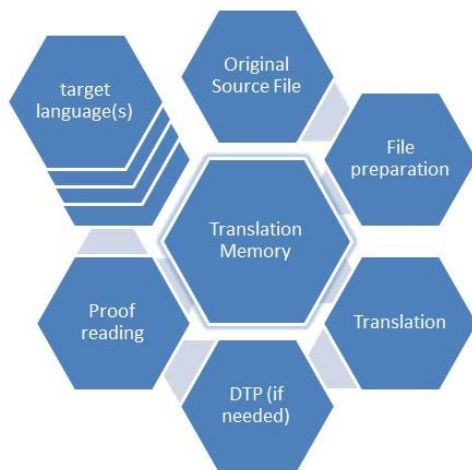 Original
Source File
File
preparation
Translation
DTP (if
needed)
Proof
reading
target
language(s)
Translation
Memory